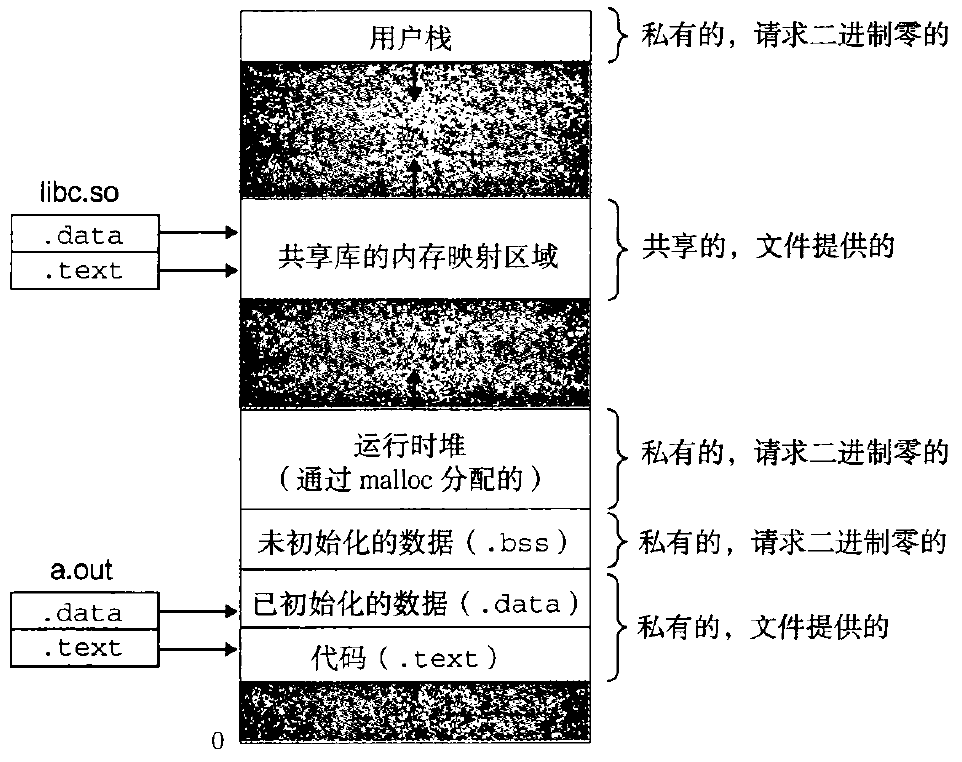 用户栈
私有的，请求二进制零的
libc.so
.data
.text
共享库的内存映射区域
共享的，文件提供的
运行时堆
（通过 malloc 分配的）
私有的，请求二进制零的
未初始化的数据（.bss）
私有的，请求二进制零的
a.out
.data
.text
已初始化的数据（.data）
代码（.text）
私有的，文件提供的
0